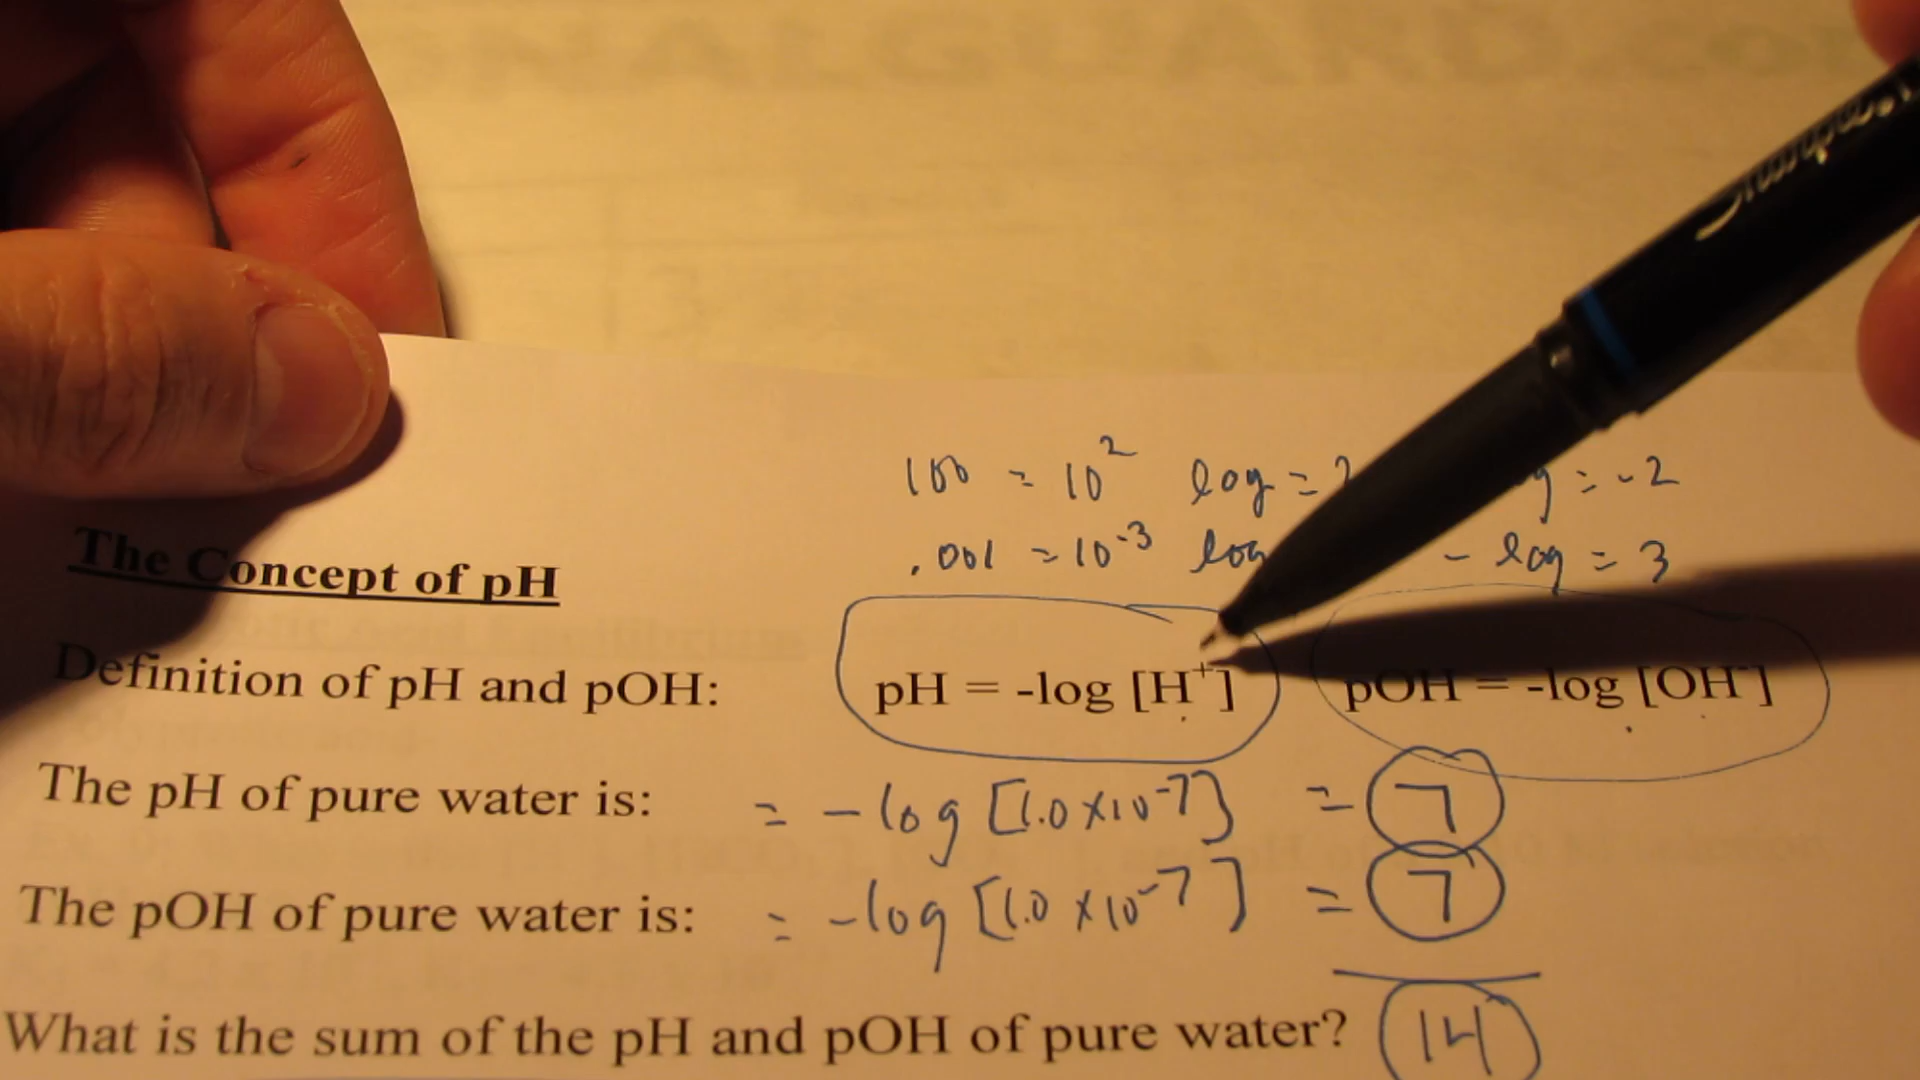 100 = 10² log = 2 = -2
.001 = 10⁻³ log - log = 3
The Concept of pH
Definition of pH and pOH: pH = -log [H⁺] pOH = -log [OH⁻]
The pH of pure water is: = -log [1.0 x 10⁻⁷] = 7
The pOH of pure water is: = -log [1.0 x 10⁻⁷] = 7
What is the sum of the pH and pOH of pure water? 14